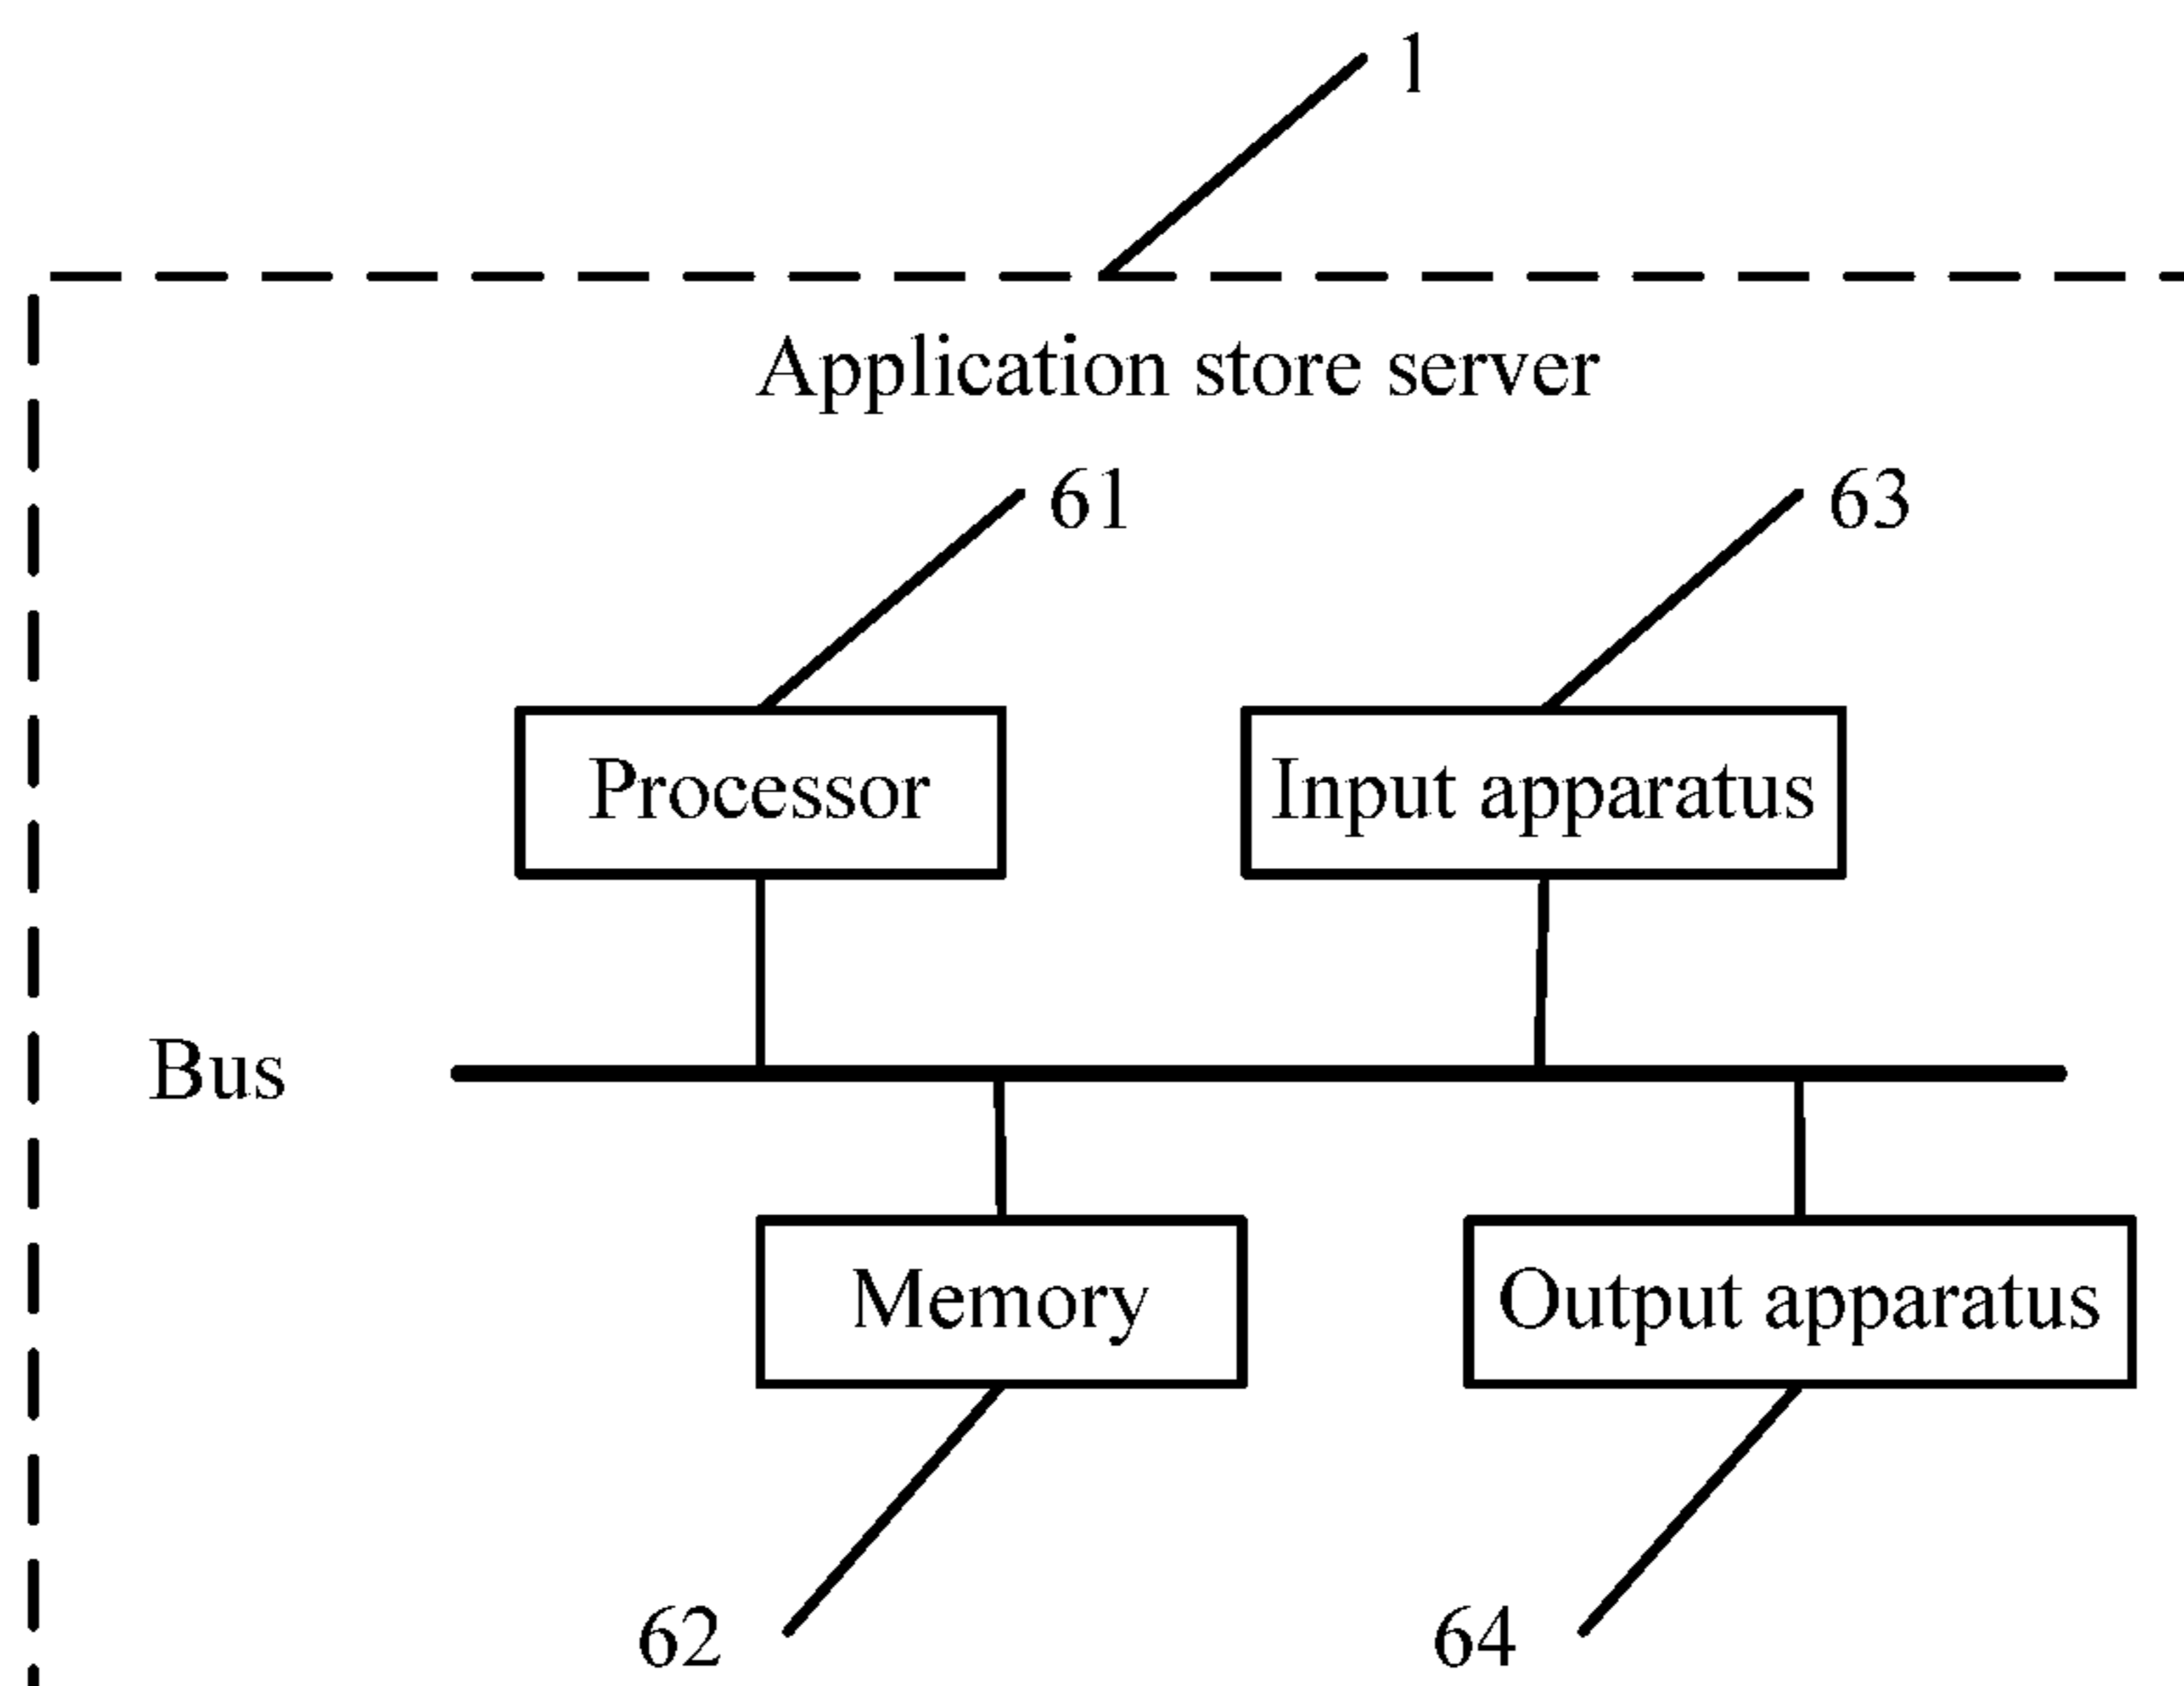 1
Application store server
61
63
Processor
Input apparatus
Bus
Memory
Output apparatus
62
64